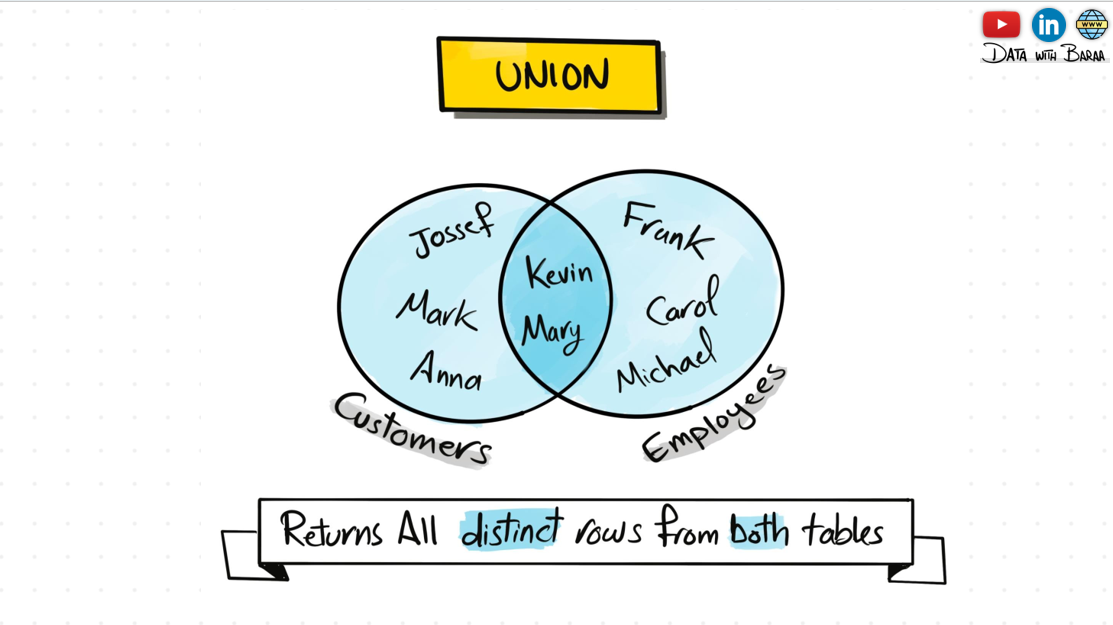 WWW
DATA WITH BARAA
UNION
Jossef
Mark
Anna
Kevin
Mary
Frank
Carol
Michael
Customers
Employees
Returns All distinct rows from both tables